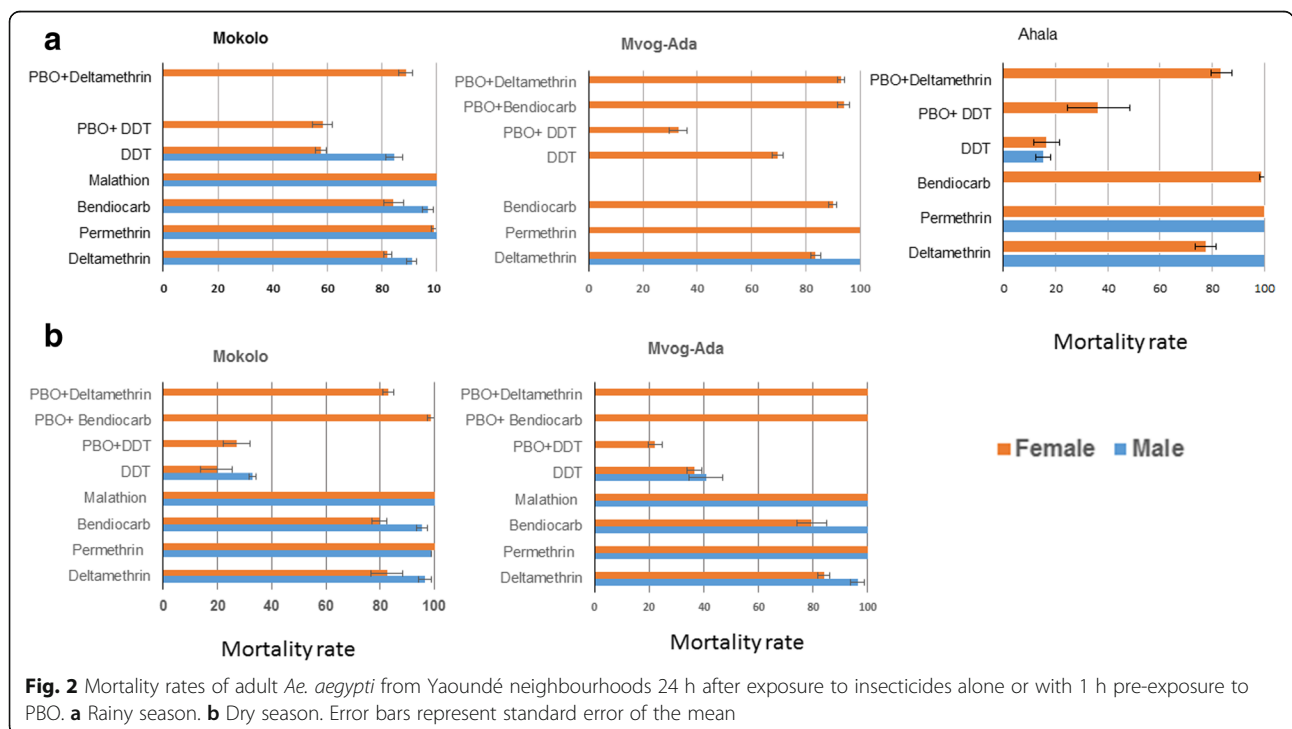 a
Mokolo
PBO+Deltamethrin
PBO+ DDT
DDT
Malathion
Bendiocarb
Permethrin
Deltamethrin
0 20 40 60 80 10
Mvog-Ada
PBO+Deltamethrin
PBO+Bendiocarb
PBO+ DDT
DDT
Bendiocarb
Permethrin
Deltamethrin
0 20 40 60 80 100
Ahala
PBO+Deltamethrin
PBO+ DDT
DDT
Bendiocarb
Permethrin
Deltamethrin
0 20 40 60 80 100
Mortality rate
b
Mokolo
PBO+Deltamethrin
PBO+ Bendiocarb
PBO+DDT
DDT
Malathion
Bendiocarb
Permethrin
Deltamethrin
0 20 40 60 80 100
Mortality rate
Mvog-Ada
PBO+Deltamethrin
PBO+ Bendiocarb
PBO+DDT
DDT
Malathion
Bendiocarb
Permethrin
Deltamethrin
0 20 40 60 80 100
Mortality rate
Female Male
Fig. 2 Mortality rates of adult Ae. aegypti from Yaoundé neighbourhoods 24 h after exposure to insecticides alone or with 1 h pre-exposure to
PBO. a Rainy season. b Dry season. Error bars represent standard error of the mean